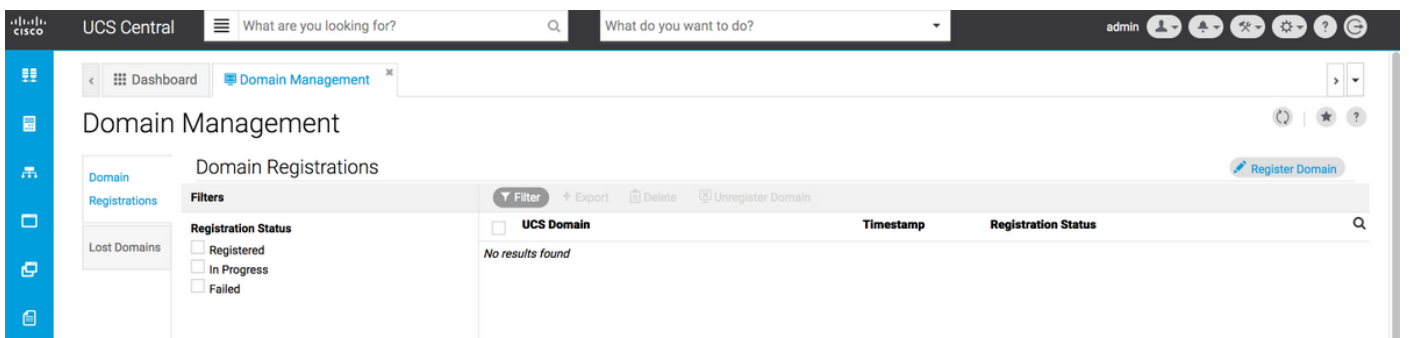 CISCO
UCS Central
What are you looking for?
What do you want to do?
admin
?
Dashboard
Domain Management
Domain Management
?
Domain Registrations
Lost Domains
Domain Registrations
Register Domain
Filters
Registration Status
Registered
In Progress
Failed
Filter
+ Export
Delete
Unregister Domain
UCS Domain
Timestamp
Registration Status
No results found